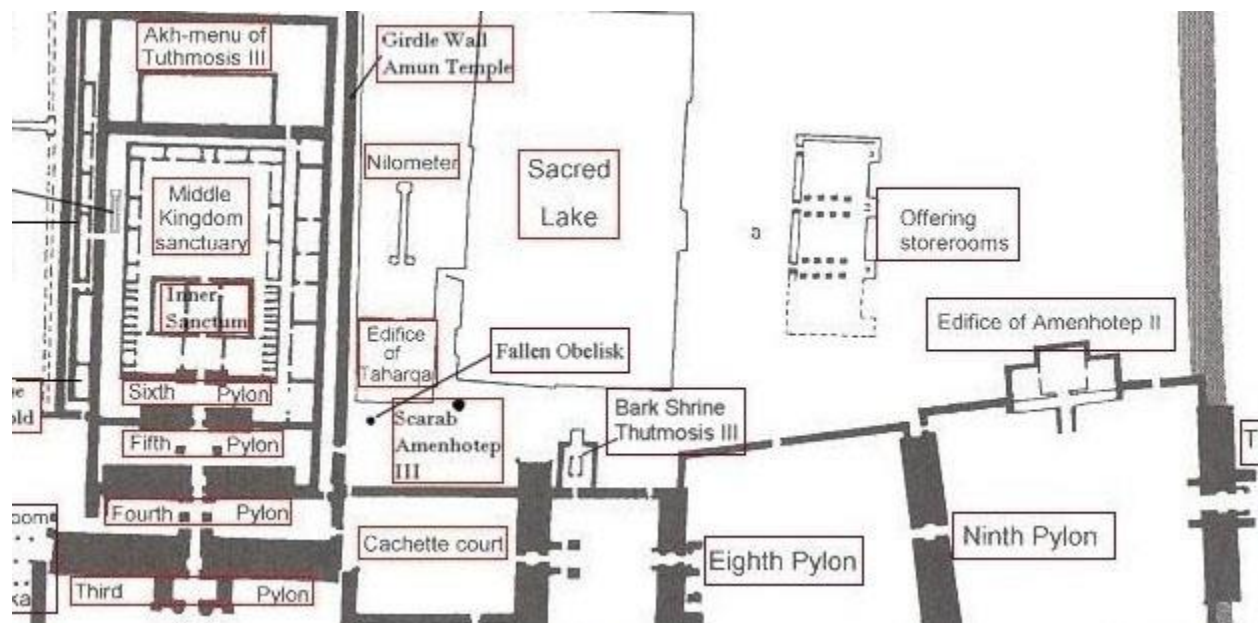 Akh-menu of
Tuthmosis III
Girdle Wall
Amun Temple
Nilometer
Sacred
Lake
Middle
Kingdom
sanctuary
Offering
storerooms
Inner
Sanctum
Edifice of Amenhotep II
Edifice
of
Taharqa
Fallen Obelisk
Sixth Pylon
Scarab
Amenhotep
III
Bark Shrine
Thutmosis III
Fifth Pylon
Fourth Pylon
Cachette court
Eighth Pylon
Ninth Pylon
Third Pylon